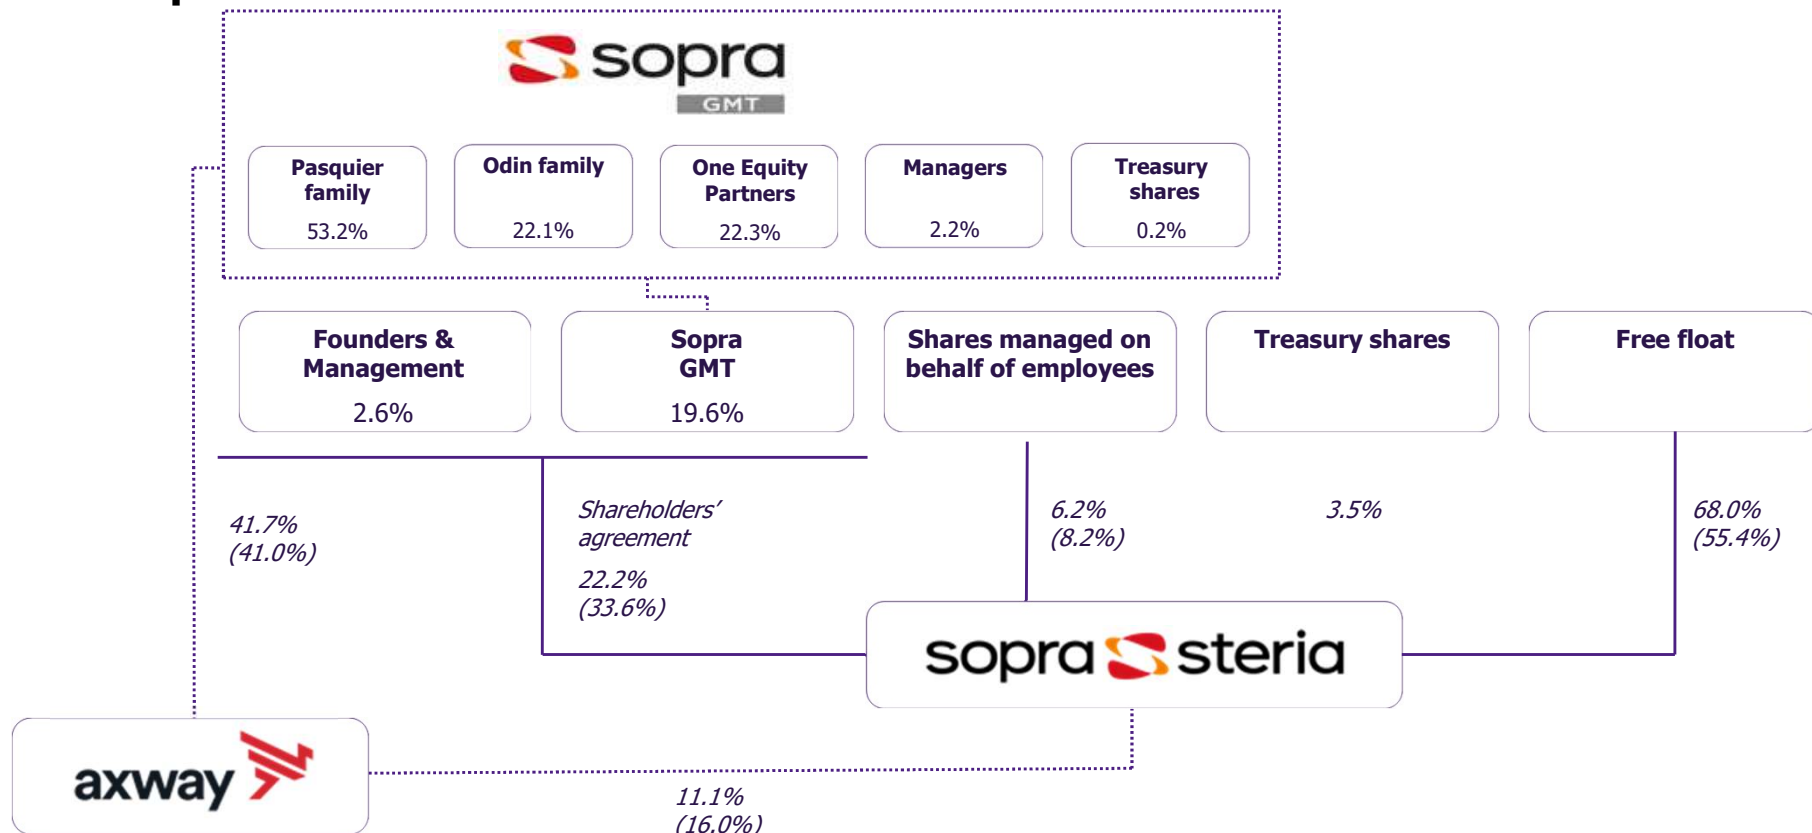 sopra
GMT
Pasquier
family
53.2%
Odin family
22.1%
One Equity
Partners
22.3%
Managers
2.2%
Treasury
shares
0.2%
Founders &
Management
2.6%
Sopra
GMT
19.6%
Shares managed on
behalf of employees
Treasury shares
Free float
41.7%
(41.0%)
Shareholders'
agreement
22.2%
(33.6%)
6.2%
(8.2%)
3.5%
68.0%
(55.4%)
sopra steria
axway
11.1%
(16.0%)